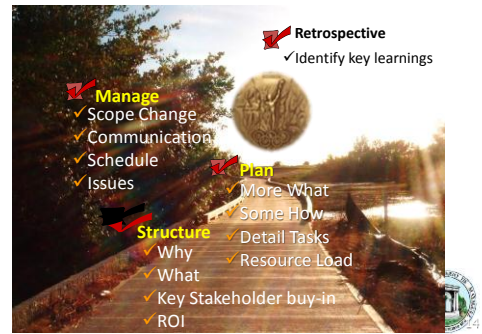 Retrospective
✓Identify key learnings
Manage
✓Scope Change
✓Communication
✓Schedule
✓Issues
Plan
✓More What
✓Some How
✓Detail Tasks
✓Resource Load
Structure
✓Why
✓What
✓Key Stakeholder buy-in
✓ROI
14